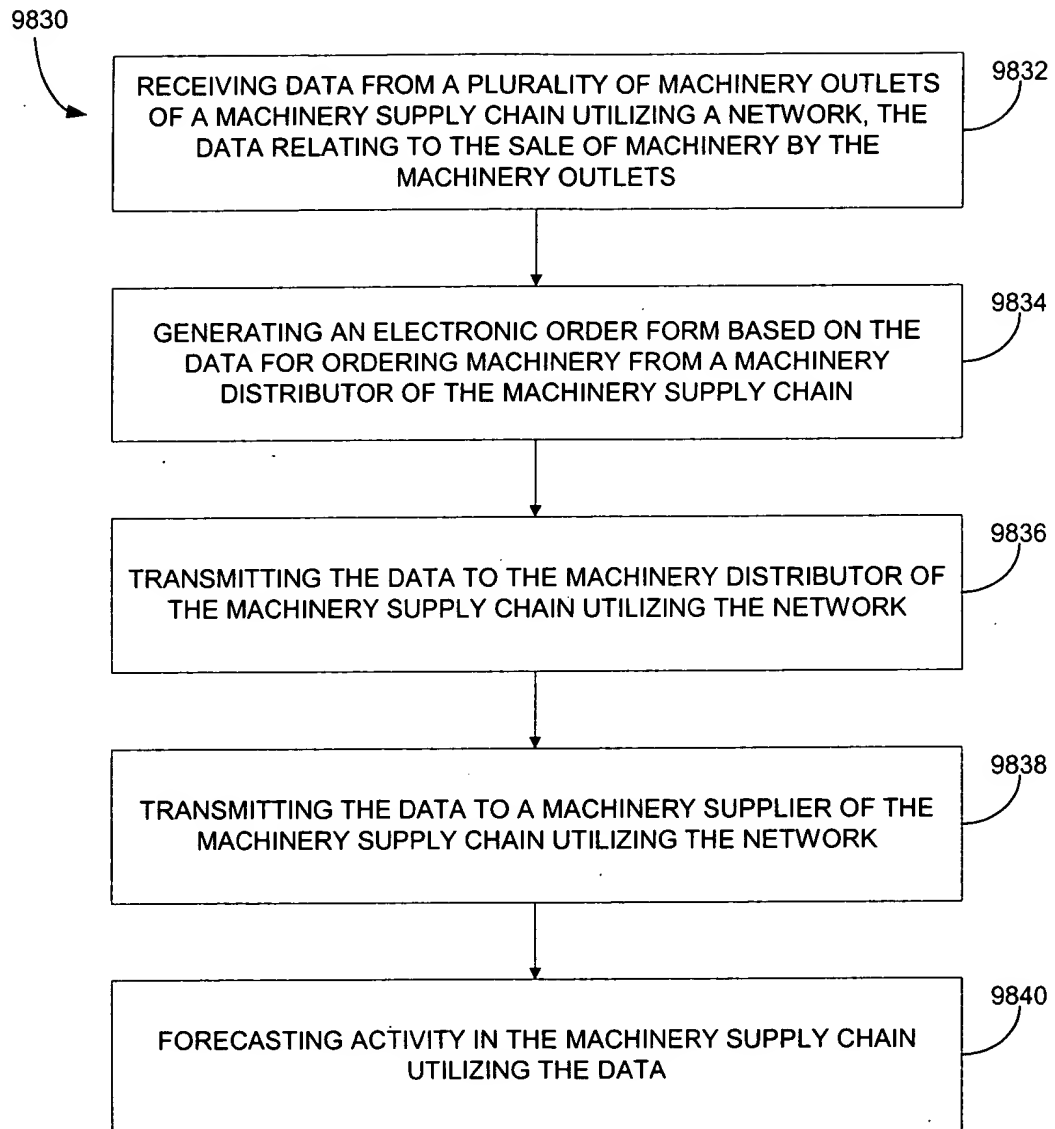 9830
RECEIVING DATA FROM A PLURALITY OF MACHINERY OUTLETS
OF A MACHINERY SUPPLY CHAIN UTILIZING A NETWORK, THE
DATA RELATING TO THE SALE OF MACHINERY BY THE
MACHINERY OUTLETS
9832
GENERATING AN ELECTRONIC ORDER FORM BASED ON THE
DATA FOR ORDERING MACHINERY FROM A MACHINERY
DISTRIBUTOR OF THE MACHINERY SUPPLY CHAIN
9834
TRANSMITTING THE DATA TO THE MACHINERY DISTRIBUTOR OF
THE MACHINERY SUPPLY CHAIN UTILIZING THE NETWORK
9836
TRANSMITTING THE DATA TO A MACHINERY SUPPLIER OF THE
MACHINERY SUPPLY CHAIN UTILIZING THE NETWORK
9838
FORECASTING ACTIVITY IN THE MACHINERY SUPPLY CHAIN
UTILIZING THE DATA
9840